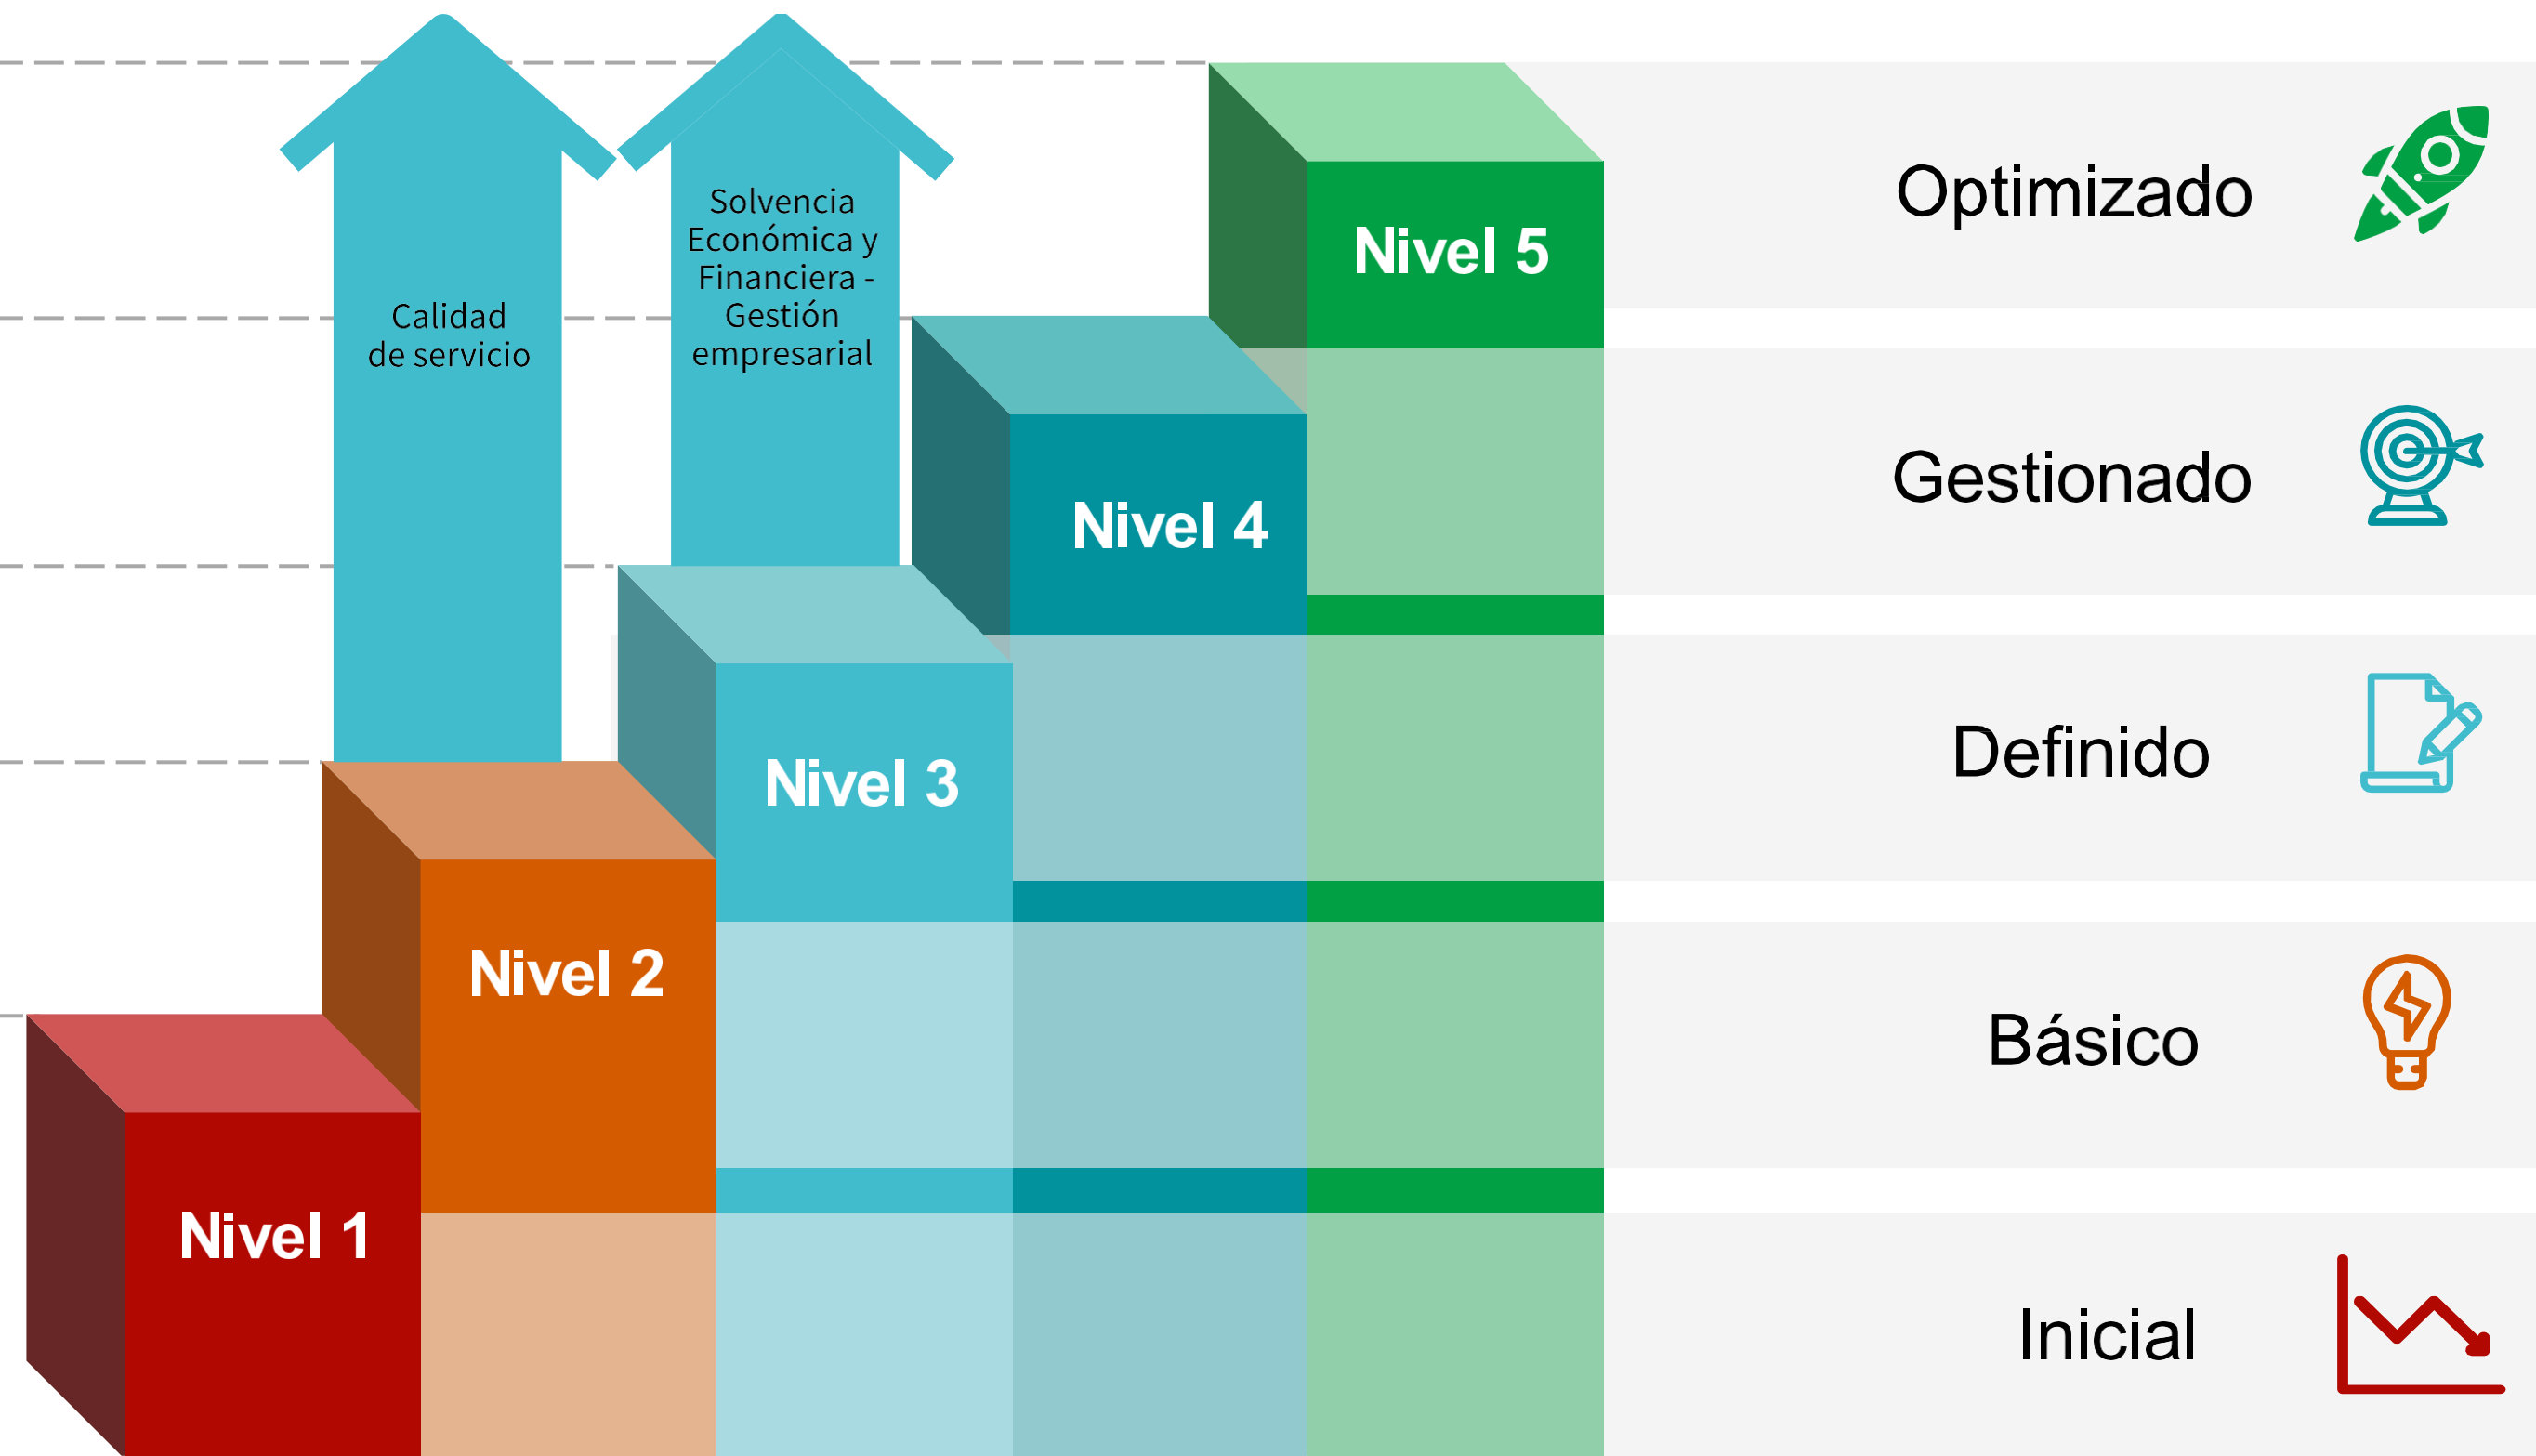 Calidad
de servicio
Solvencia
Económica y
Financiera -
Gestión
empresarial
Nivel 5
Optimizado
Nivel 4
Gestionado
Nivel 3
Definido
Nivel 2
Básico
Nivel 1
Inicial